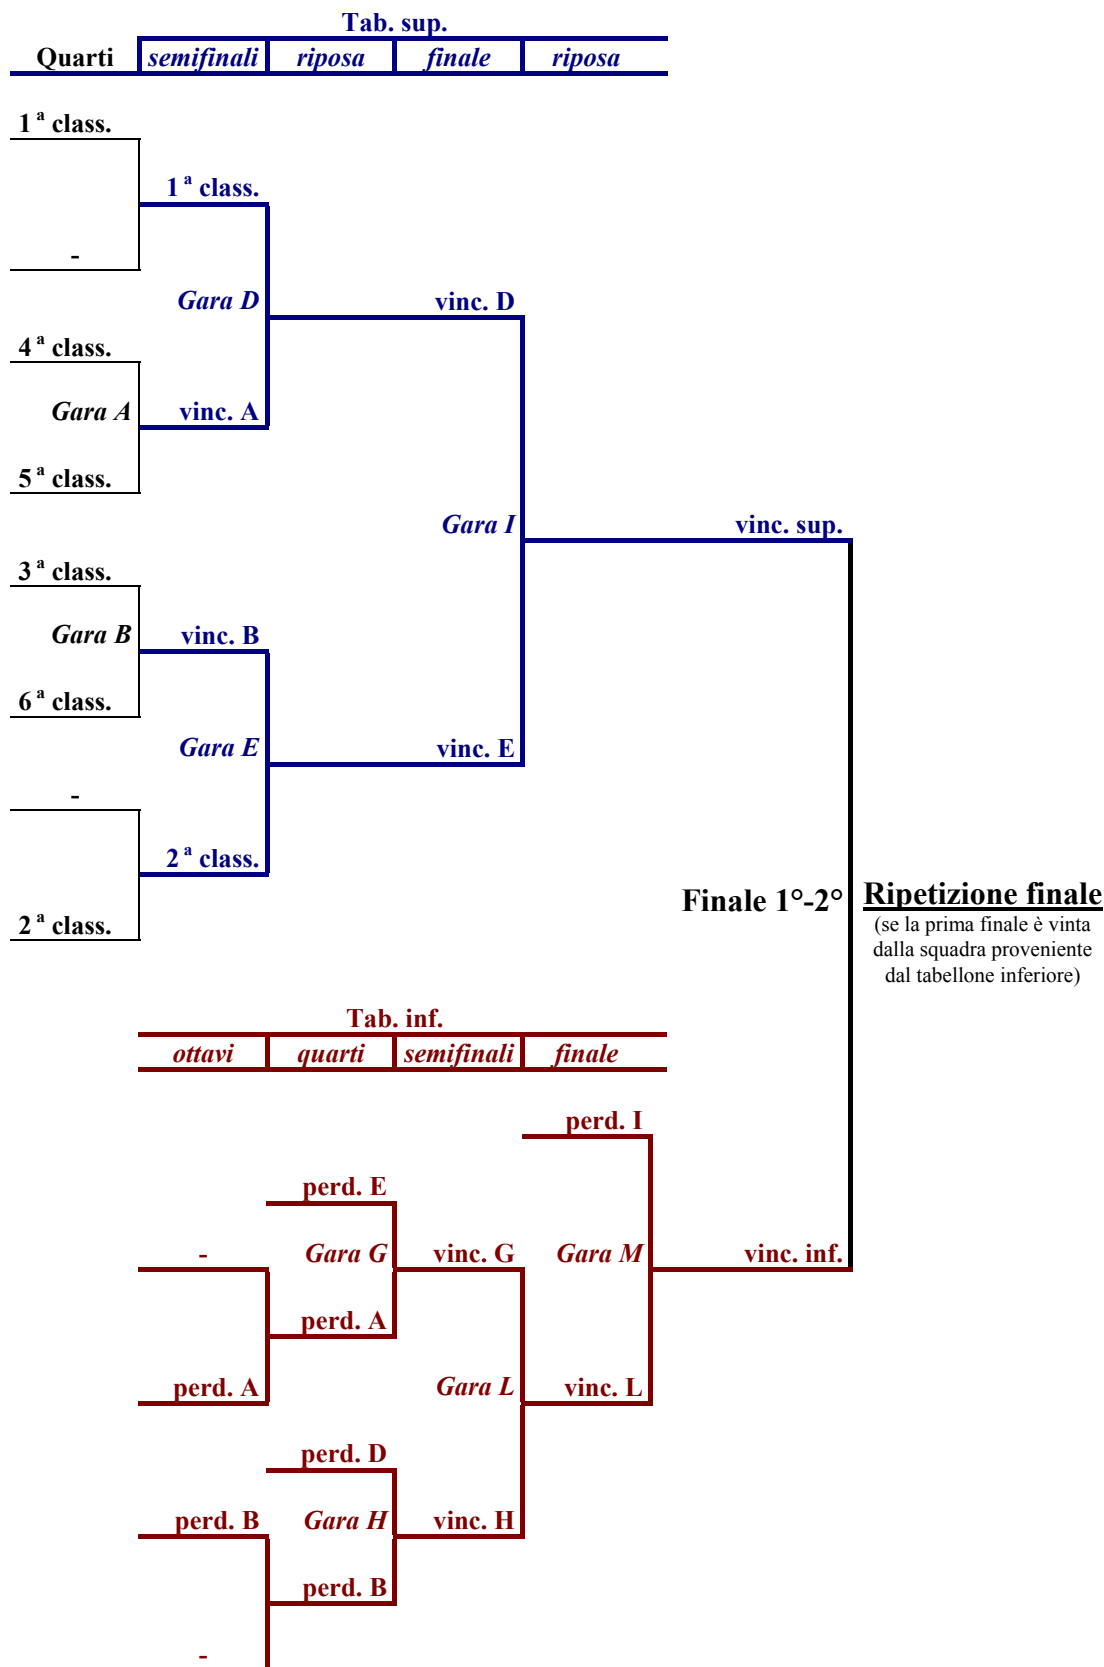 Tab. sup.
Quarti semifinali riposa finale riposa
1ª class.
1ª class.
-
Gara D vinc. D
4ª class.
Gara A vinc. A
5ª class.
Gara I vinc. sup.
3ª class.
Gara B vinc. B
6ª class.
Gara E vinc. E
-
2ª class.
Finale 1°-2° Ripetizione finale
2ª class. (se la prima finale è vinta
dalla squadra proveniente
dal tabellone inferiore)
Tab. inf.
ottavi quarti semifinali finale
perd. I
perd. E
- Gara G vinc. G Gara M vinc. inf.
perd. A
perd. A Gara L vinc. L
perd. D
perd. B Gara H vinc. H
perd. B
-